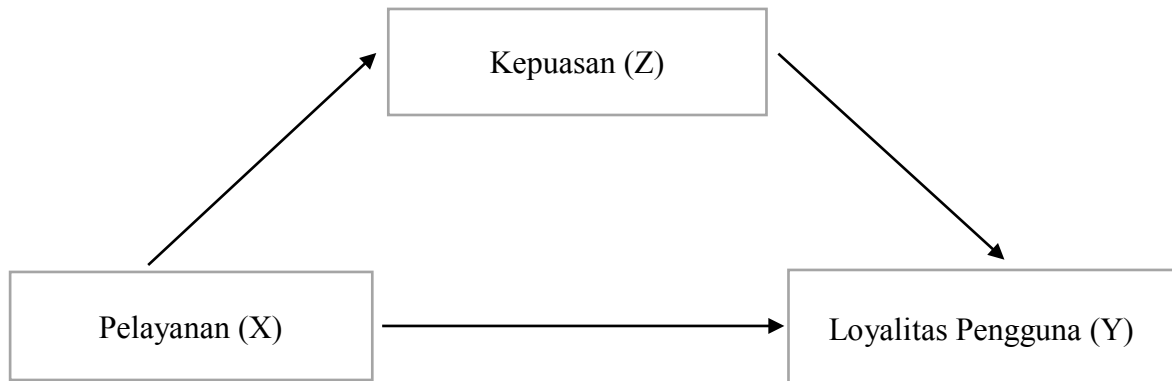 Kepuasan (Z)
Pelayanan (X)
Loyalitas Pengguna (Y)